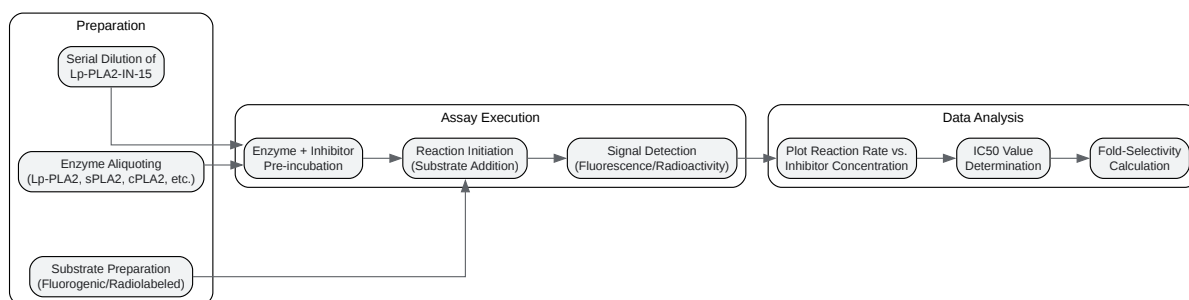 Preparation
Serial Dilution of
Lp-PLA2-IN-15
Enzyme Aliquoting
(Lp-PLA2, sPLA2, cPLA2, etc.)
Substrate Preparation
(Fluorogenic/Radiolabeled)
Assay Execution
Enzyme + Inhibitor
Pre-incubation
Reaction Initiation
(Substrate Addition)
Signal Detection
(Fluorescence/Radioactivity)
Data Analysis
Plot Reaction Rate vs.
Inhibitor Concentration
IC50 Value
Determination
Fold-Selectivity
Calculation